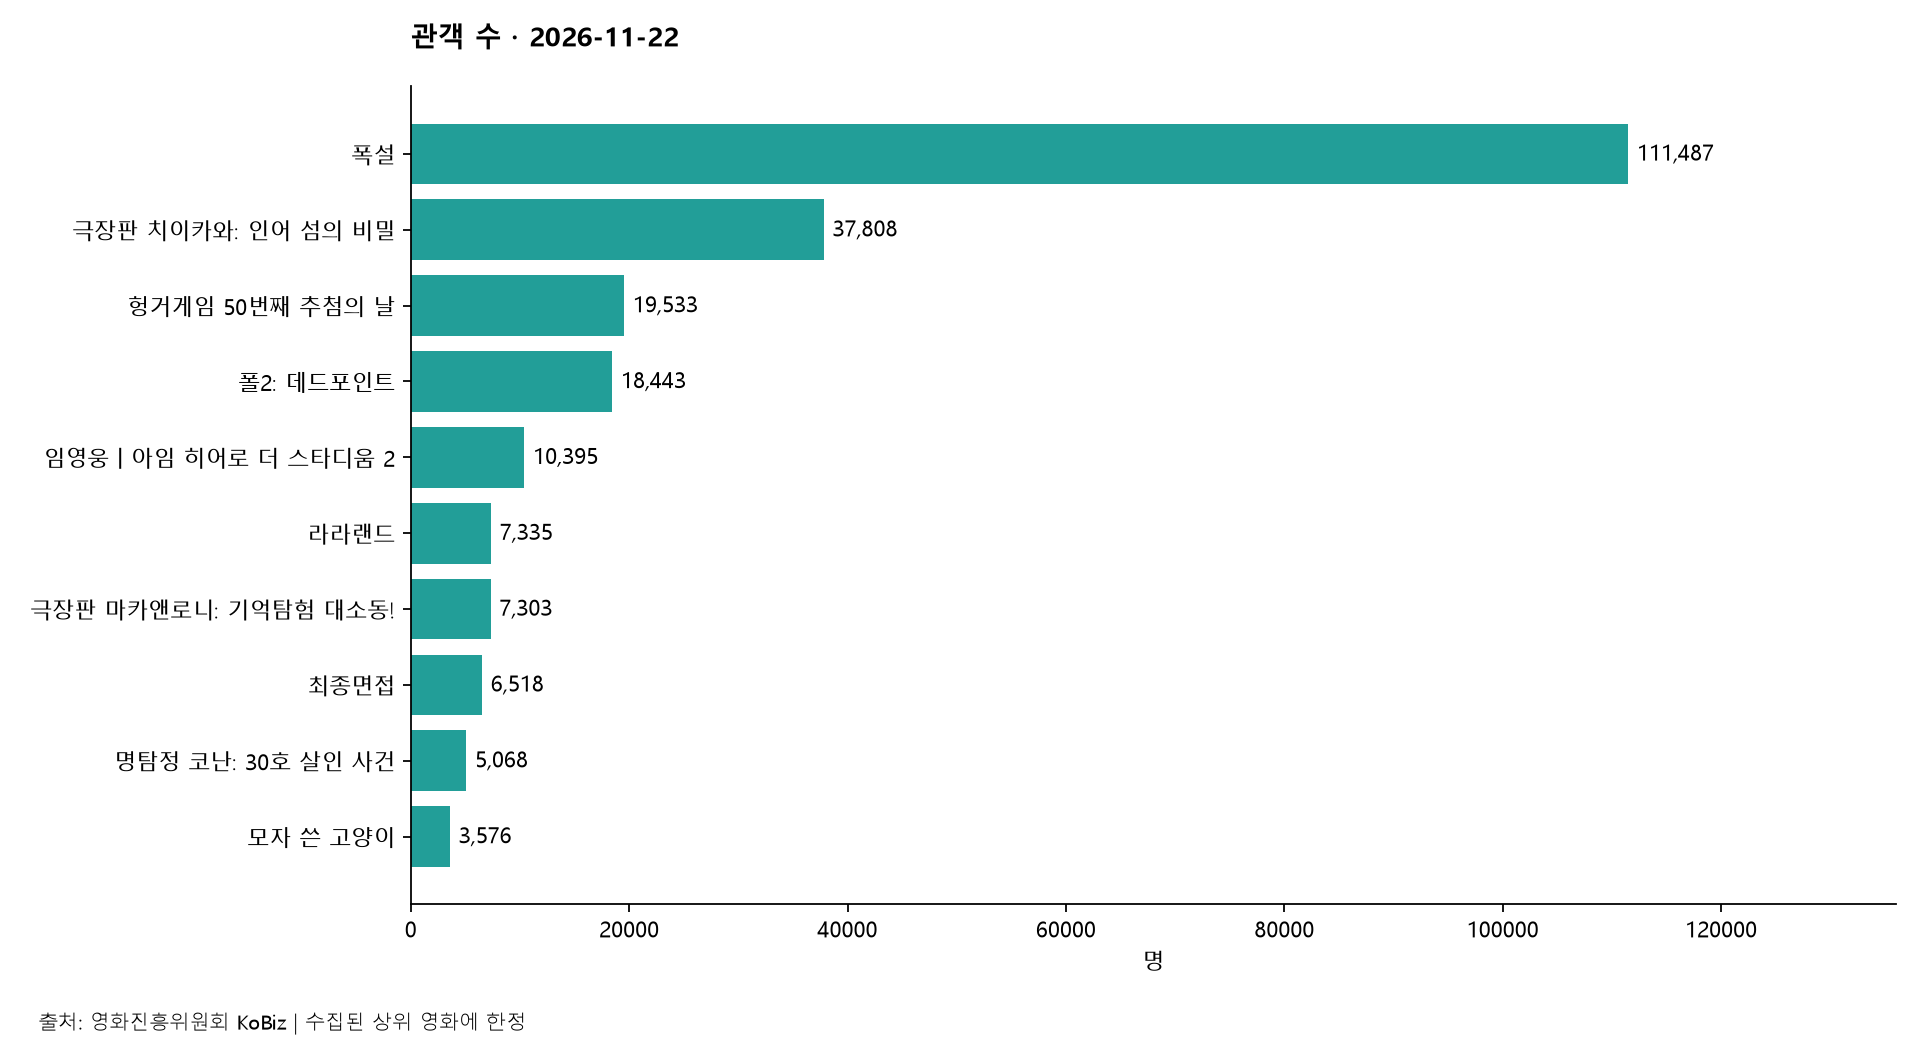 관객 수 · 2026-11-22
폭설 111,487
극장판 치이카와: 인어 섬의 비밀 37,808
헝거게임 50번째 추첨의 날 19,533
폴2: 데드포인트 18,443
임영웅 | 아임 히어로 더 스타디움 2 10,395
라라랜드 7,335
극장판 마카앤로니: 기억탐험 대소동! 7,303
최종면접 6,518
명탐정 코난: 30호 살인 사건 5,068
모자 쓴 고양이 3,576
0 20000 40000 60000 80000 100000 120000
명
출처: 영화진흥위원회 KoBiz | 수집된 상위 영화에 한정